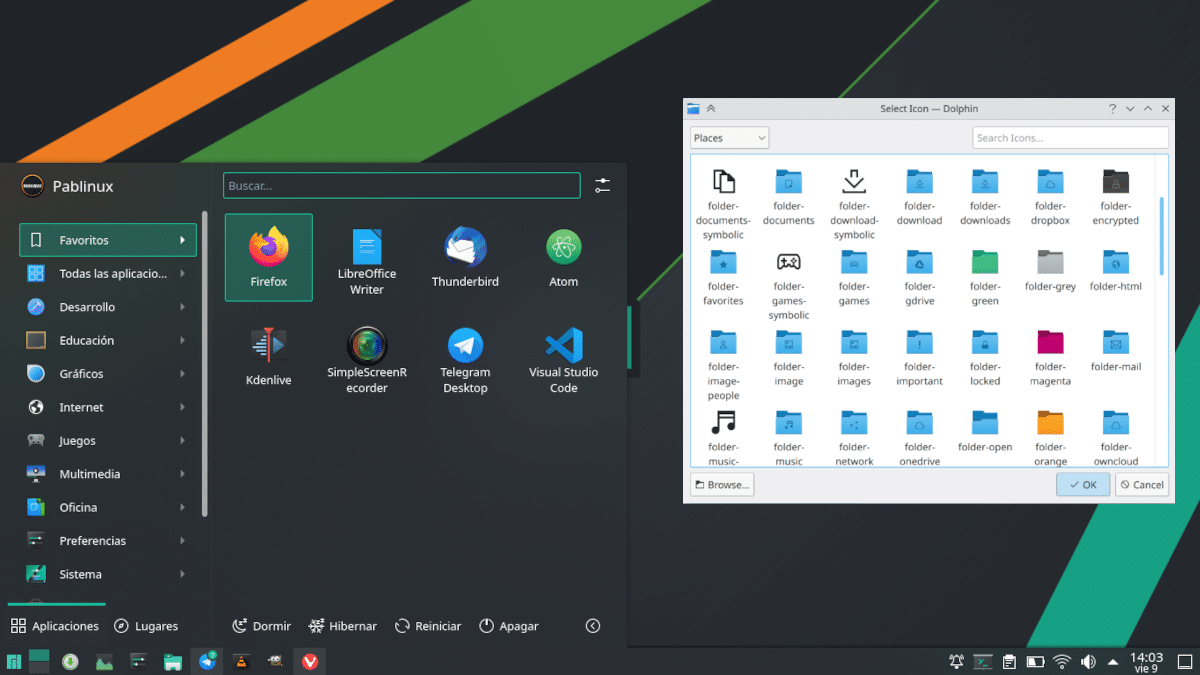 Pablinux
Buscar...
Favoritos
Todas las aplicacio...
Desarrollo
Educación
Gráficos
Internet
Juegos
Multimedia
Oficina
Preferencias
Sistema
Firefox
LibreOffice
Writer
Thunderbird
Atom
Kdenlive
SimpleScreenR
ecorder
Telegram
Desktop
Visual Studio
Code
Aplicaciones
Lugares
Dormir
Hibernar
Reiniciar
Apagar
Select Icon — Dolphin
Places
Search Icons...
folder-
documents-
symbolic
folder-
documents
folder-
download-
symbolic
folder-
download
folder-
downloads
folder-
dropbox
folder-
encrypted
folder-
favorites
folder-
games-
symbolic
folder-
games
folder-
gdrive
folder-
green
folder-grey
folder-html
folder-
image-
people
folder-
image
folder-
images
folder-
important
folder-
locked
folder-
magenta
folder-mail
folder-
music-
folder-
music
folder-
network
folder-
onedrive
folder-open
folder-
orange
folder-
owncloud
Browse...
OK
Cancel
14:03
vie 9